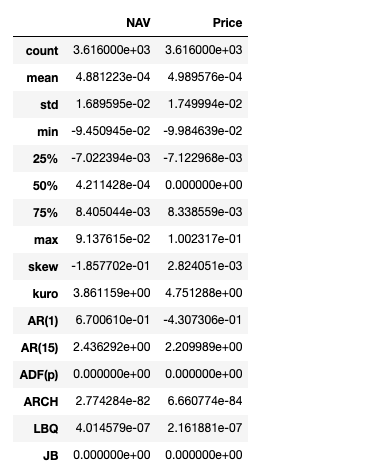 NAV Price
count 3.616000e+03 3.616000e+03
mean 4.881223e-04 4.989576e-04
std 1.689595e-02 1.749994e-02
min -9.450945e-02 -9.984639e-02
25% -7.022394e-03 -7.122968e-03
50% 4.211428e-04 0.000000e+00
75% 8.405044e-03 8.338559e-03
max 9.137615e-02 1.002317e-01
skew -1.857702e-01 2.824051e-03
kuro 3.861159e+00 4.751288e+00
AR(1) 6.700610e-01 -4.307306e-01
AR(15) 2.436292e+00 2.209989e+00
ADF(p) 0.000000e+00 0.000000e+00
ARCH 2.774284e-82 6.660774e-84
LBQ 4.014579e-07 2.161881e-07
JB 0.000000e+00 0.000000e+00